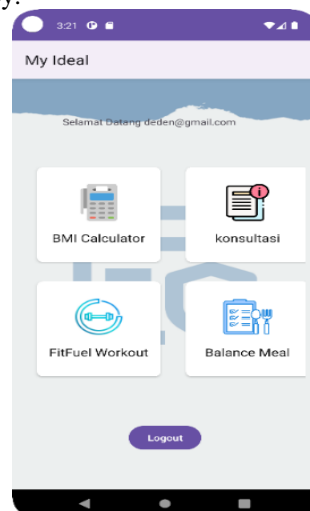 y.
3:21
My Ideal
Selamat Datang deden@gmail.com
BMI Calculator
konsultasi
FitFuel Workout
Balance Meal
Logout